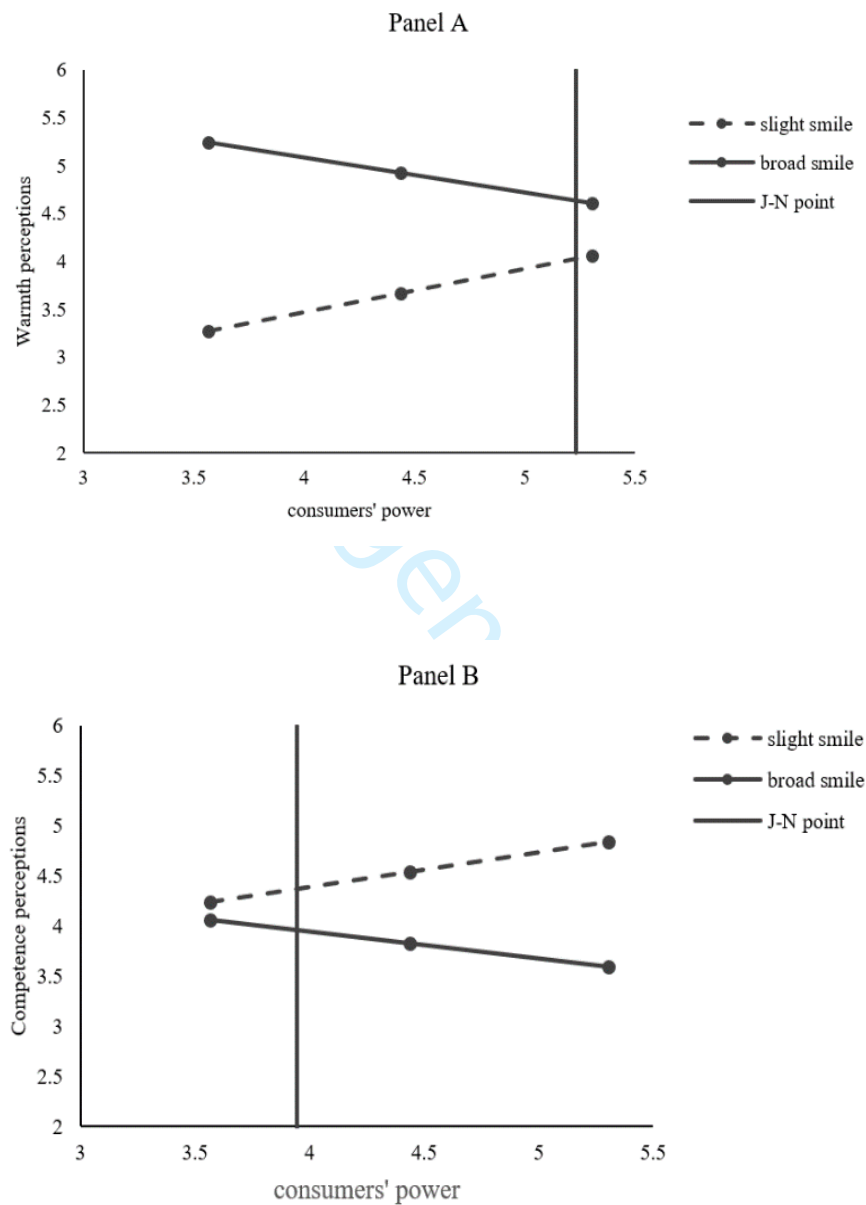 Panel A
6
5.5
5
4.5
4
3.5
3
2.5
2
Warmth perceptions
3 3.5 4 4.5 5 5.5
consumers' power
slight smile
broad smile
J-N point
ger
Panel B
6
5.5
5
4.5
4
3.5
3
2.5
2
Competence perceptions
3 3.5 4 4.5 5 5.5
consumers' power
slight smile
broad smile
J-N point